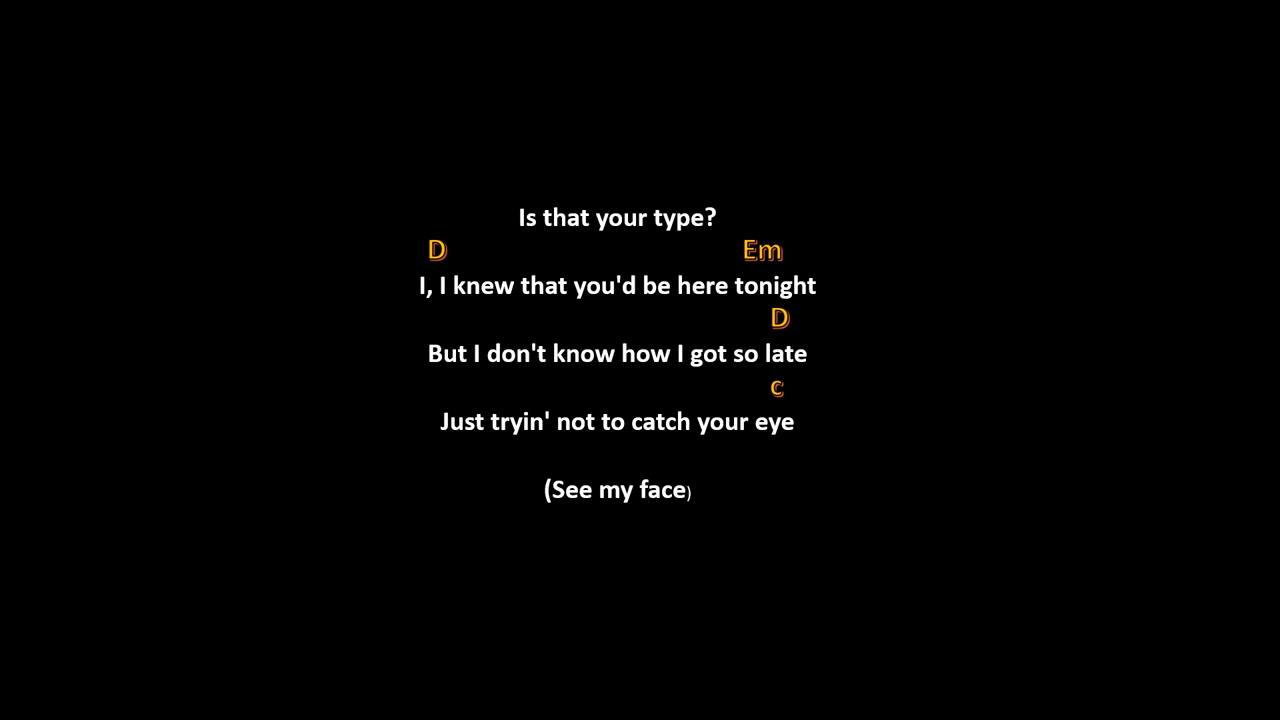 Is that your type?
D Em
I, I knew that you'd be here tonight
D
But I don't know how I got so late
c
Just tryin' not to catch your eye
(See my face)